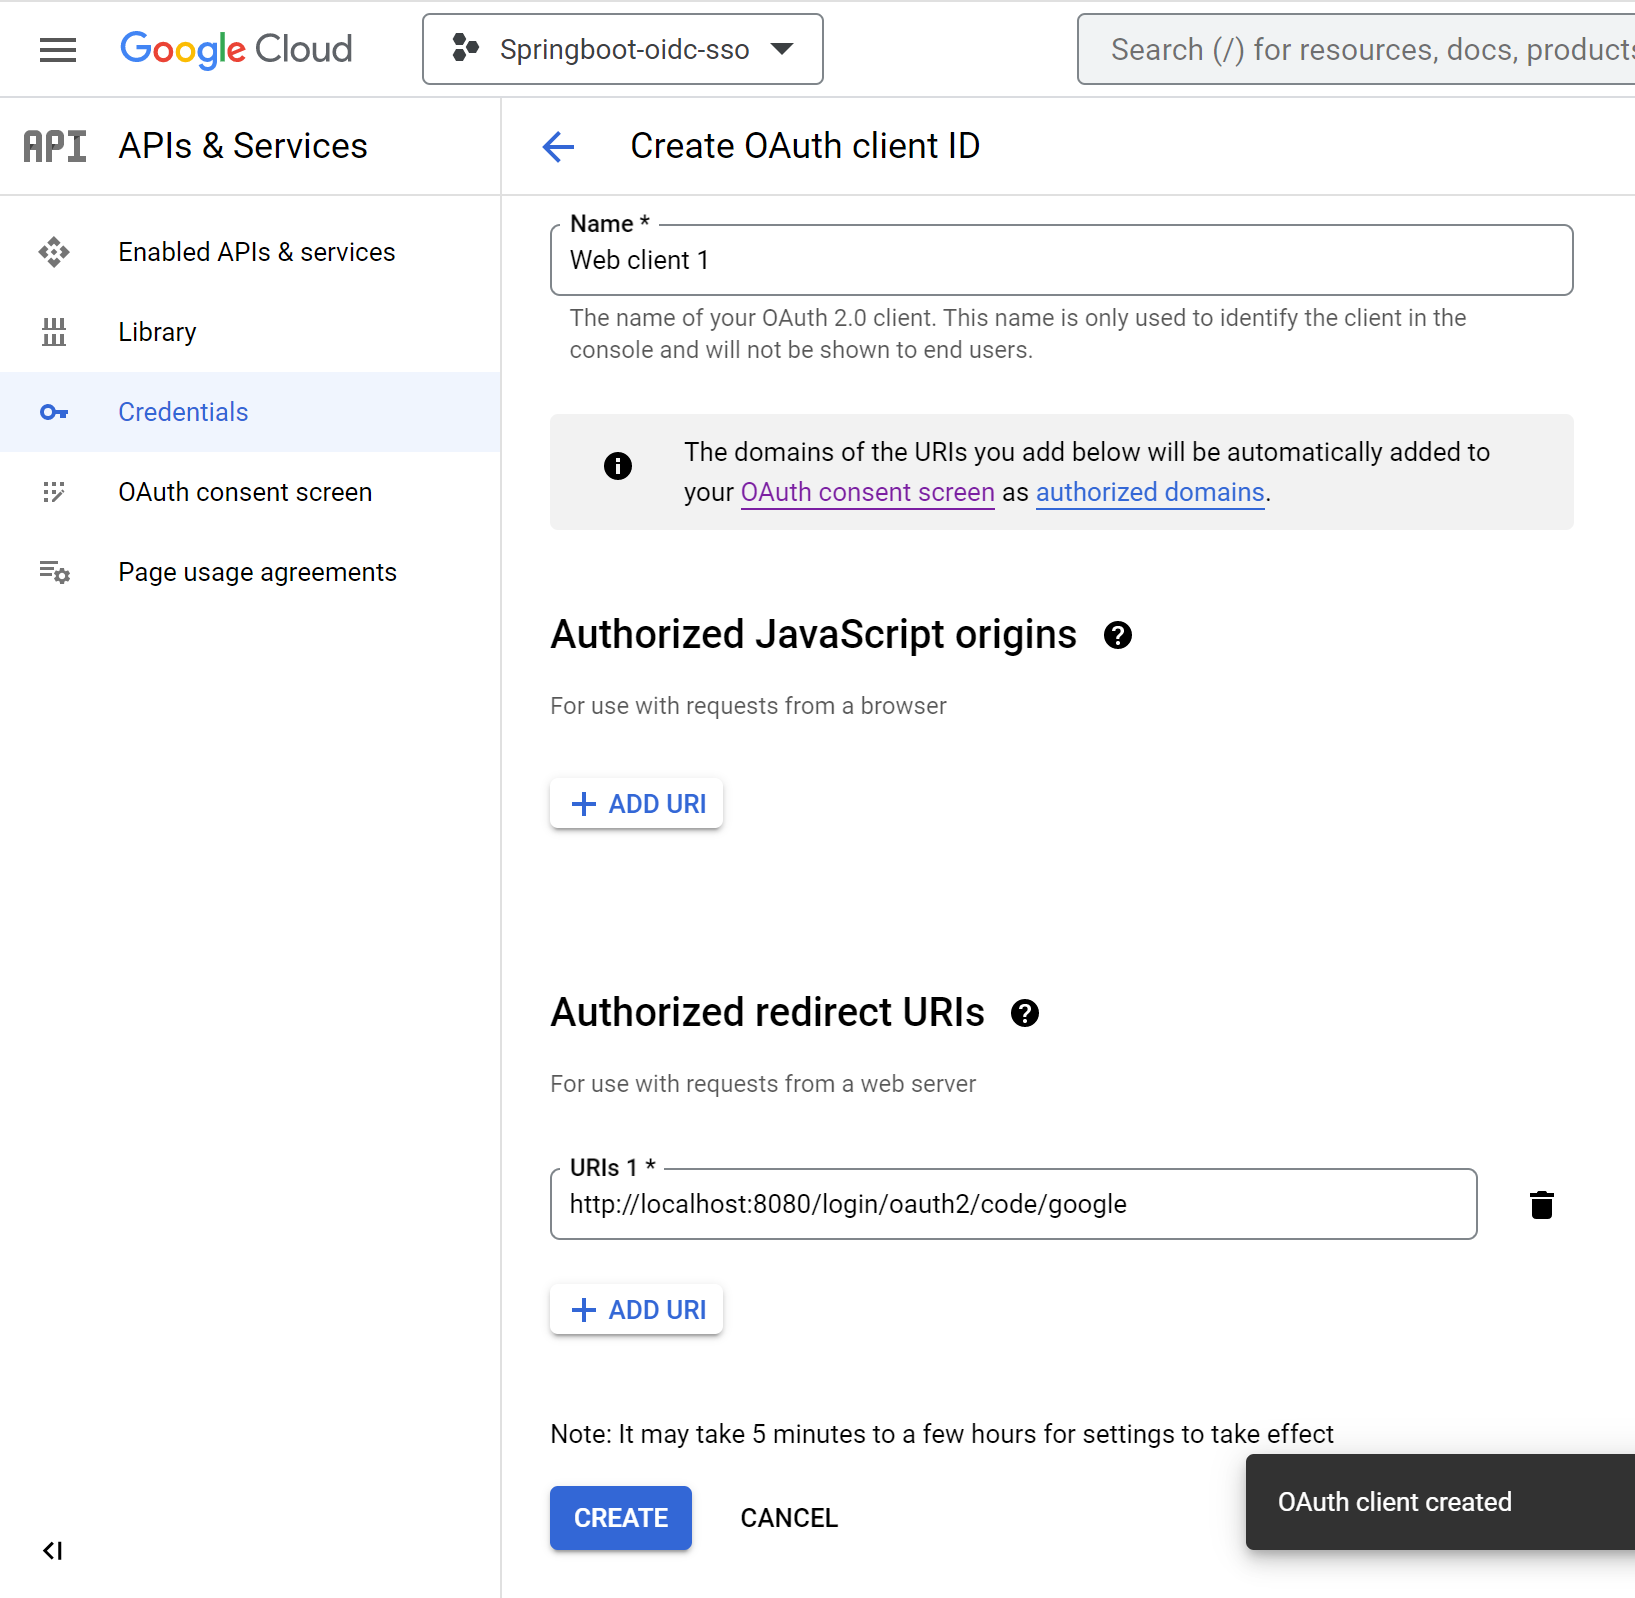 Google Cloud
Springboot-oidc-sso
Search (/) for resources, docs, products
API
APIs & Services
Create OAuth client ID
Enabled APIs & services
Library
Credentials
OAuth consent screen
Page usage agreements
Name *
Web client 1
The name of your OAuth 2.0 client. This name is only used to identify the client in the
console and will not be shown to end users.
The domains of the URIs you add below will be automatically added to
your OAuth consent screen as authorized domains.
Authorized JavaScript origins
For use with requests from a browser
ADD URI
Authorized redirect URIs
For use with requests from a web server
URIs 1 *
http://localhost:8080/login/oauth2/code/google
ADD URI
Note: It may take 5 minutes to a few hours for settings to take effect
CREATE
CANCEL
OAuth client created